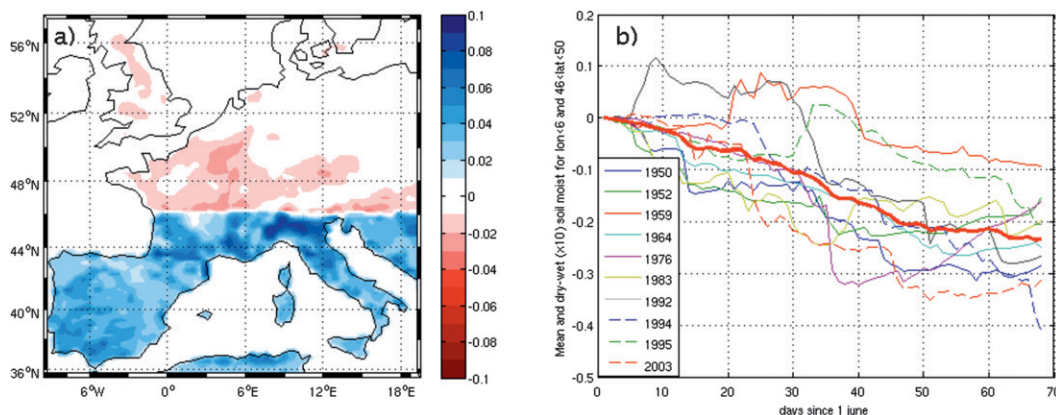 a)
56°N
52°N
48°N
44°N
40°N
36°N
6°W
0°
6°E
12°E
18°E
0.1
0.08
0.06
0.04
0.02
0
-0.02
-0.04
-0.06
-0.08
-0.1
b)
Mean and dry-wet (x10) soil moist for lon<6 and 46<lat<50
0.2
0.1
0
-0.1
-0.2
-0.3
-0.4
-0.5
1950
1952
1959
1964
1976
1983
1992
1994
1995
2003
0
10
20
30
40
50
60
70
days since 1 june